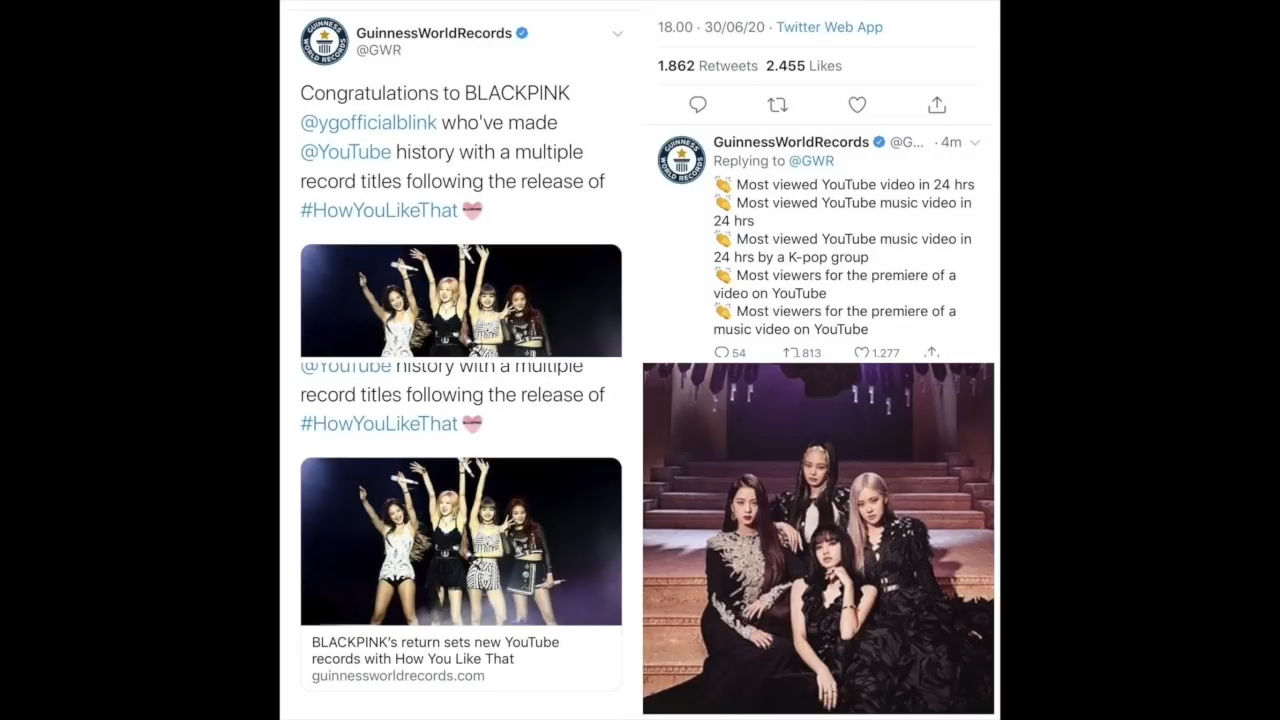 GuinnessWorldRecords
@GWR
Congratulations to BLACKPINK
@ygofficialblink who've made
@YouTube history with a multiple
record titles following the release of
#HowYouLikeThat
@YouTube history with a multiple
record titles following the release of
#HowYouLikeThat
BLACKPINK's return sets new YouTube
records with How You Like That
guinnessworldrecords.com
18.00 · 30/06/20 · Twitter Web App
1.862 Retweets 2.455 Likes
GuinnessWorldRecords @G... · 4m
Replying to @GWR
👏 Most viewed YouTube video in 24 hrs
👏 Most viewed YouTube music video in
24 hrs
👏 Most viewed YouTube music video in
24 hrs by a K-pop group
👏 Most viewers for the premiere of a
video on YouTube
👏 Most viewers for the premiere of a
music video on YouTube
54 813 1.277